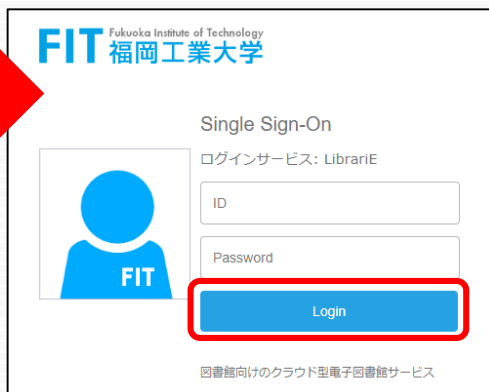 FIT Fukuoka Institute of Technology
福岡工業大学
Single Sign-On
ログインサービス: LibrariE
ID
Password
FIT
Login
図書館向けのクラウド型電子図書館サービス